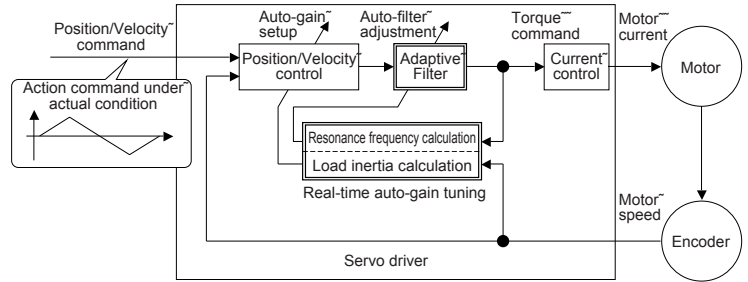 Position/Velocity~
command
Auto-gain~
setup
Auto-filter~
adjustment
Torque~~
command
Motor~~
current
Action command under~
actual condition
Position/Velocity~
control
Adaptive~
Filter
Current~
control
Motor
Resonance frequency calculation
Load inertia calculation
Real-time auto-gain tuning
Motor~
speed
Encoder
Servo driver